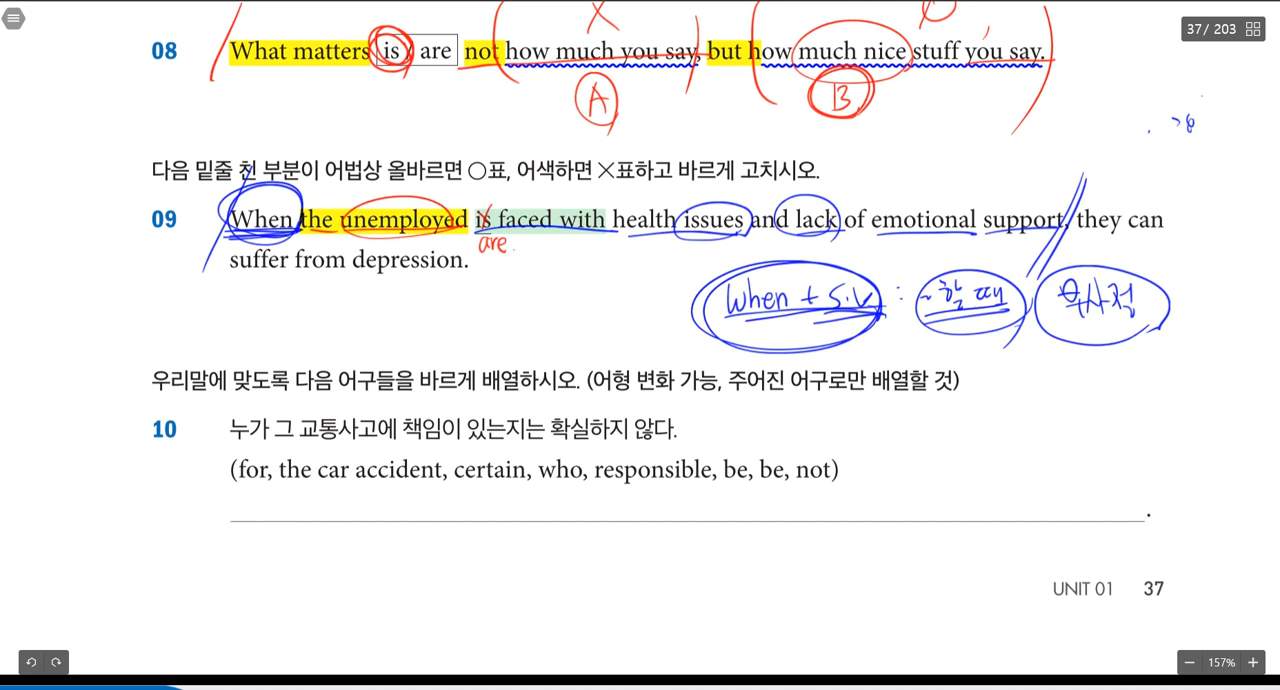 37 / 203
08 What matters is / are not how much you say, but how much nice stuff you say.
A
B
다음 밑줄 친 부분이 어법상 올바르면 ○표, 어색하면 ×표하고 바르게 고치시오.
09 When the unemployed is faced with health issues and lack of emotional support, they can
are
suffer from depression.
When + S.V : ~할 때, 부사절
우리말에 맞도록 다음 어구들을 바르게 배열하시오. (어형 변화 가능, 주어진 어구로만 배열할 것)
10 누가 그 교통사고에 책임이 있는지는 확실하지 않다.
(for, the car accident, certain, who, responsible, be, be, not)
.
UNIT 01 37
157%